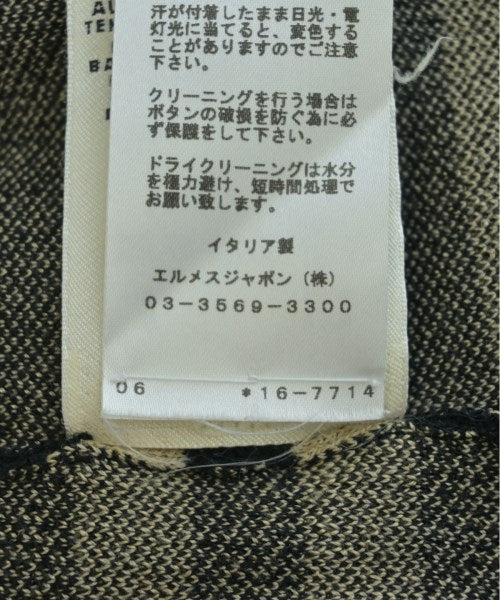 汗が付着したまま日光・電
灯光に当てると、変色する
ことがありますのでご注意
下さい。
クリーニングを行う場合は
ボタンの破損を防ぐ為に必
ず保護をして下さい。
ドライクリーニングは水分
を極力避け、短時間処理で
お願い致します。
イタリア製
エルメスジャポン（株）
03-3569-3300
06 *16-7714
AU
TEN
BA